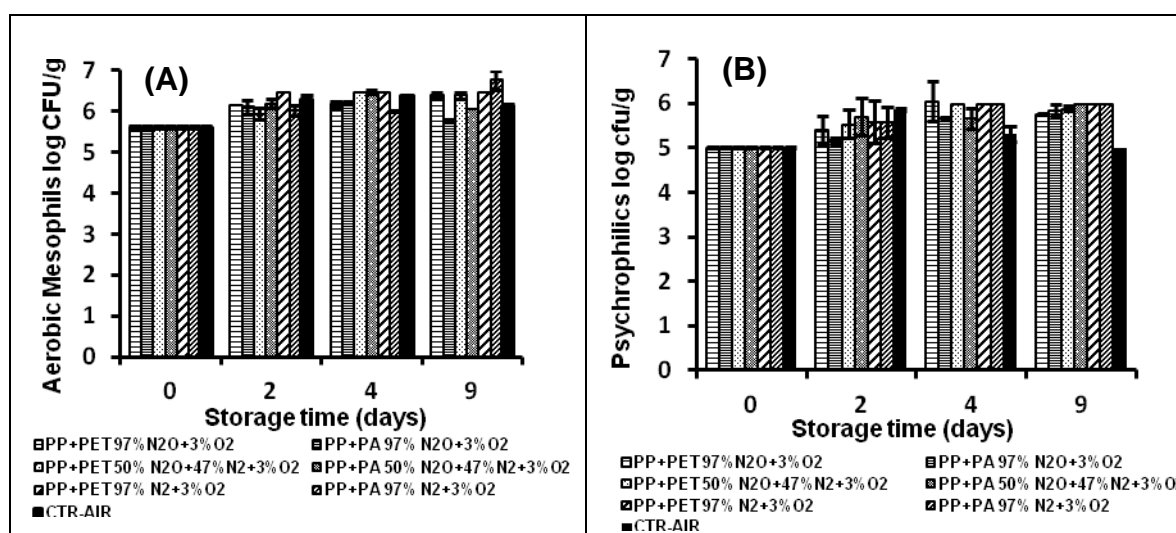 (A)
Aerobic Mesophils log CFU/g
7
6
5
4
3
2
1
0
0 2 4 9
Storage time (days)
PP+PET97%N2O+3%O2 PP+PA 97% N2O+3%O2
PP+PET50% N2O+47%N2+3%O2 PP+PA 50% N2O+47%N2+3%O2
PP+PET97% N2+3%O2 PP+PA 97% N2+3%O2
CTR-AIR
(B)
Psychrophilics log cfu/g
7
6
5
4
3
2
1
0
0 2 4 9
Storage time (days)
PP+PET97%N2O+3%O2 PP+PA 97% N2O+3%O2
PP+PET50% N2O+47%N2+3%O2 PP+PA 50% N2O+47%N2+3%O
PP+PET97% N2+3%O2 PP+PA 97% N2+3%O2
CTR-AIR